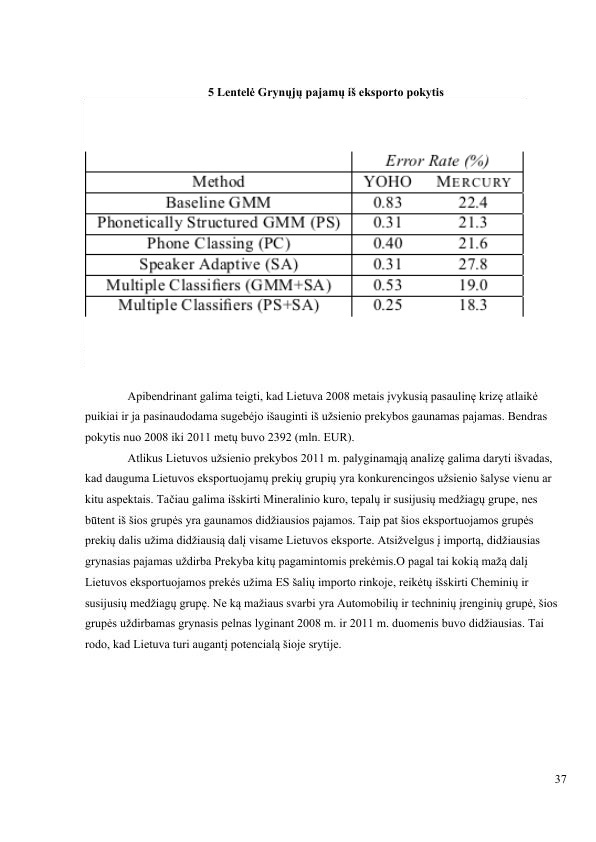 5 Lentelė Grynųjų pajamų iš eksporto pokytis
Error Rate (%)
Method YOHO MERCURY
Baseline GMM 0.83 22.4
Phonetically Structured GMM (PS) 0.31 21.3
Phone Classing (PC) 0.40 21.6
Speaker Adaptive (SA) 0.31 27.8
Multiple Classifiers (GMM+SA) 0.53 19.0
Multiple Classifiers (PS+SA) 0.25 18.3
Apibendrinant galima teigti, kad Lietuva 2008 metais įvykusią pasaulinę krizę atlaikė
puikiai ir ja pasinaudodama sugebėjo išauginti iš užsienio prekybos gaunamas pajamas. Bendras
pokytis nuo 2008 iki 2011 metų buvo 2392 (mln. EUR).
Atlikus Lietuvos užsienio prekybos 2011 m. palyginamąją analizę galima daryti išvadas,
kad dauguma Lietuvos eksportuojamų prekių grupių yra konkurencingos užsienio šalyse vienu ar
kitu aspektais. Tačiau galima išskirti Mineralinio kuro, tepalų ir susijusių medžiagų grupe, nes
būtent iš šios grupės yra gaunamos didžiausios pajamos. Taip pat šios eksportuojamos grupės
prekių dalis užima didžiausią dalį visame Lietuvos eksporte. Atsižvelgus į importą, didžiausias
grynasias pajamas uždirba Prekyba kitų pagamintomis prekėmis.O pagal tai kokią mažą dalį
Lietuvos eksportuojamos prekės užima ES šalių importo rinkoje, reikėtų išskirti Cheminių ir
susijusių medžiagų grupę. Ne ką mažiaus svarbi yra Automobilių ir techninių įrenginių grupė, šios
grupės uždirbamas grynasis pelnas lyginant 2008 m. ir 2011 m. duomenis buvo didžiausias. Tai
rodo, kad Lietuva turi augantį potencialą šioje srytije.
37